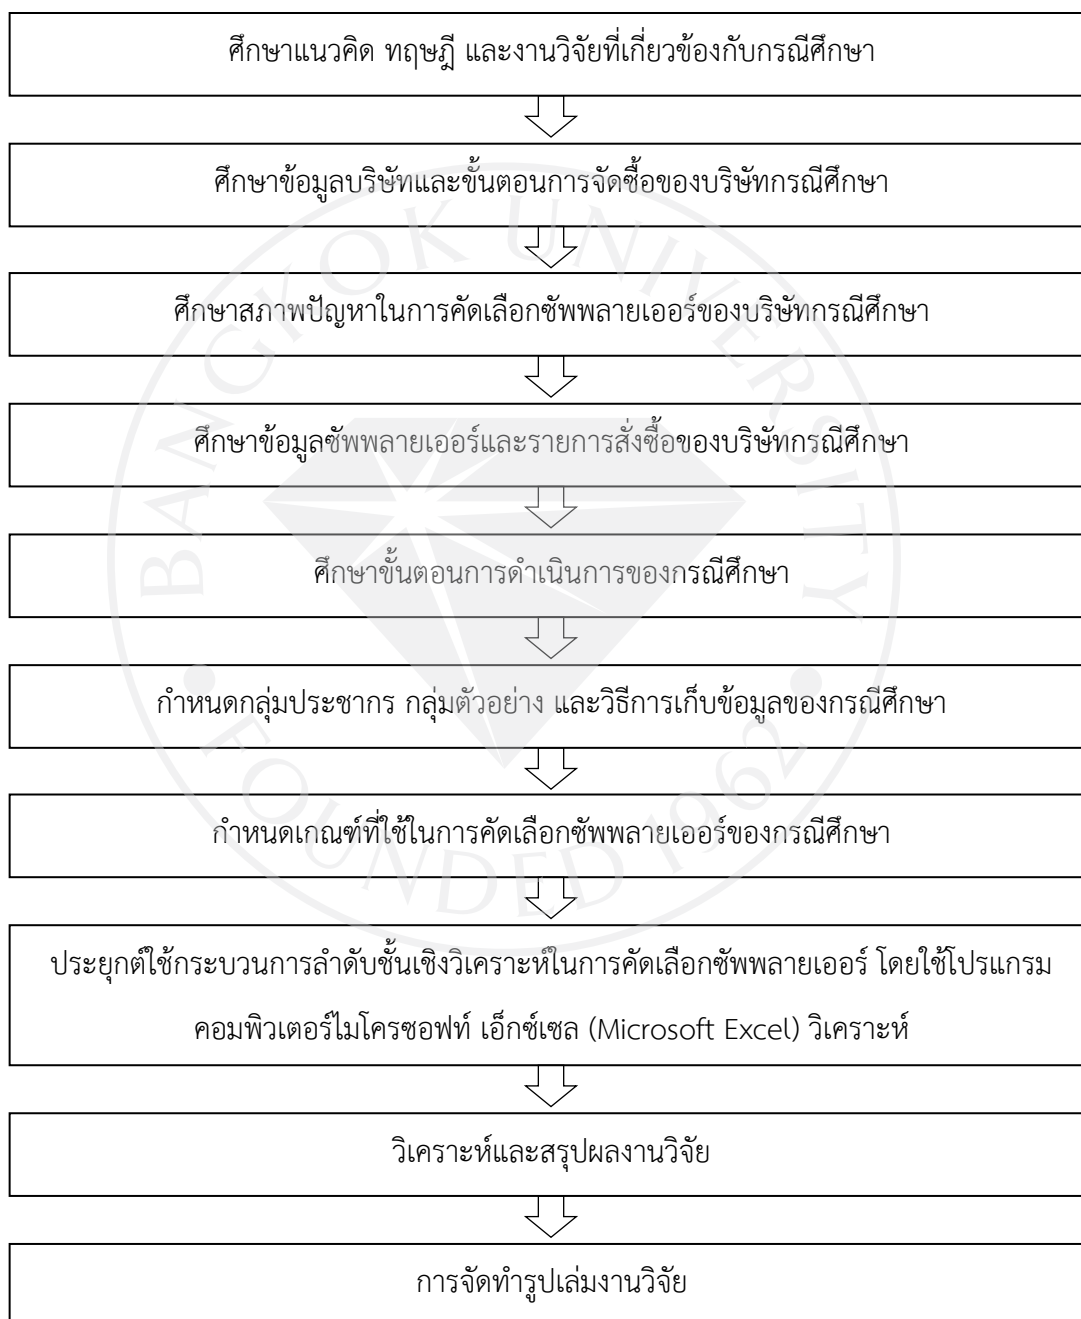 ศึกษาแนวคิด ทฤษฎี และงานวิจัยที่เกี่ยวข้องกับกรณีศึกษา
ศึกษาข้อมูลบริษัทและขั้นตอนการจัดซื้อของบริษัทกรณีศึกษา
ศึกษาสภาพปัญหาในการคัดเลือกซัพพลายเออร์ของบริษัทกรณีศึกษา
ศึกษาข้อมูลซัพพลายเออร์และรายการสั่งซื้อของบริษัทกรณีศึกษา
ศึกษาขั้นตอนการดำเนินการของกรณีศึกษา
กำหนดกลุ่มประชากร กลุ่มตัวอย่าง และวิธีการเก็บข้อมูลของกรณีศึกษา
กำหนดเกณฑ์ที่ใช้ในการคัดเลือกซัพพลายเออร์ของกรณีศึกษา
ประยุกต์ใช้กระบวนการลำดับชั้นเชิงวิเคราะห์ในการคัดเลือกซัพพลายเออร์ โดยใช้โปรแกรม
คอมพิวเตอร์ไมโครซอฟท์ เอ็กซ์เซล (Microsoft Excel) วิเคราะห์
วิเคราะห์และสรุปผลงานวิจัย
การจัดทำรูปเล่มงานวิจัย
BANGKOK UNIVERSITY
FOUNDED 1962